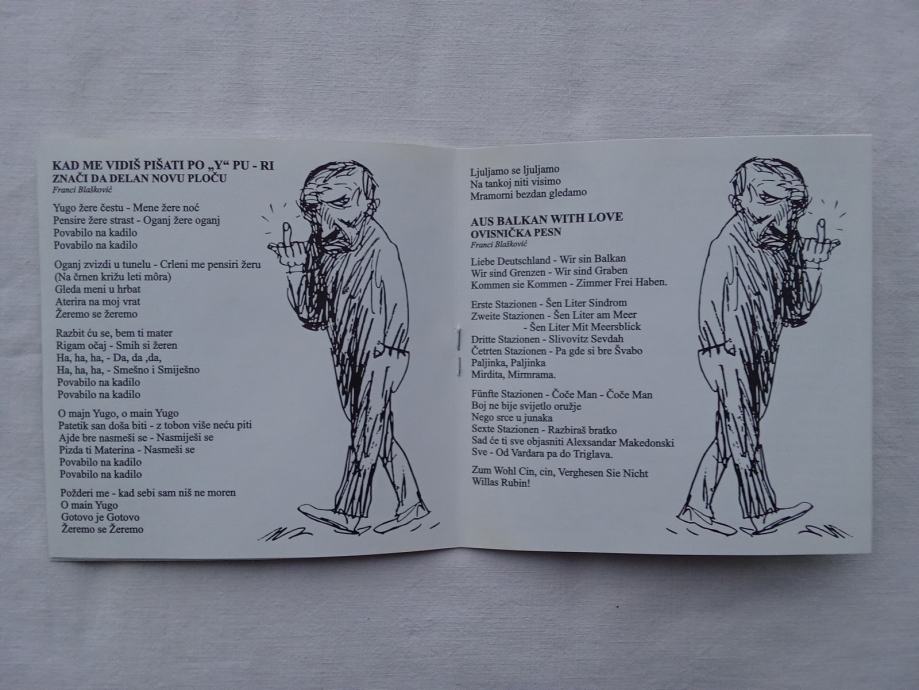 KAD ME VIDIŠ PIŠATI PO „Y“ PU - RI
ZNAČI DA DELAN NOVU PLOČU
Franci Blašković
Yugo žere čestu - Mene žere noć
Pensire žere strast - Oganj žere oganj
Povabilo na kadilo
Povabilo na kadilo
Oganj zvizdi u tunelu - Crleni me pensiri žeru
(Na črnen križu leti môra)
Gleda meni u hrbat
Aterira na moj vrat
Žeremo se žeremo
Razbit ću se, bem ti mater
Rigam očaj - Smih si žeren
Ha, ha, ha, - Da, da ,da,
Ha, ha, ha, - Smešno i Smiješno
Povabilo na kadilo
Povabilo na kadilo
O majn Yugo, o main Yugo
Patetik san doša biti - z tobon više neću piti
Ajde bre nasmeši se - Nasmiješi se
Pizda ti Materina - Nasmeši se
Povabilo na kadilo
Povabilo na kadilo
Požderi me - kad sebi sam niš ne moren
O main Yugo
Gotovo je Gotovo
Žeremo se Žeremo
Ljuljamo se ljuljamo
Na tankoj niti visimo
Mramorni bezdan gledamo
AUS BALKAN WITH LOVE
OVISNIČKA PESN
Franci Blašković
Liebe Deutschland - Wir sin Balkan
Wir sind Grenzen - Wir sind Graben
Kommen sie Kommen - Zimmer Frei Haben.
Erste Stazionen - Šen Liter Sindrom
Zweite Stazionen - Šen Liter am Meer
- Šen Liter Mit Meersblick
Dritte Stazionen - Slivovitz Sevdah
Četrten Stazionen - Pa gde si bre Švabo
Paljinka, Paljinka
Mirdita, Mirmrama.
Fünfte Stazionen - Čoče Man - Čoče Man
Boj ne bije svijetlo oružje
Nego srce u junaka
Sexte Stazionen - Razbiraš bratko
Sad će ti sve objasniti Alexsandar Makedonski
Sve - Od Vardara pa do Triglava.
Zum Wohl Cin, cin, Verghesen Sie Nicht
Willas Rubin!